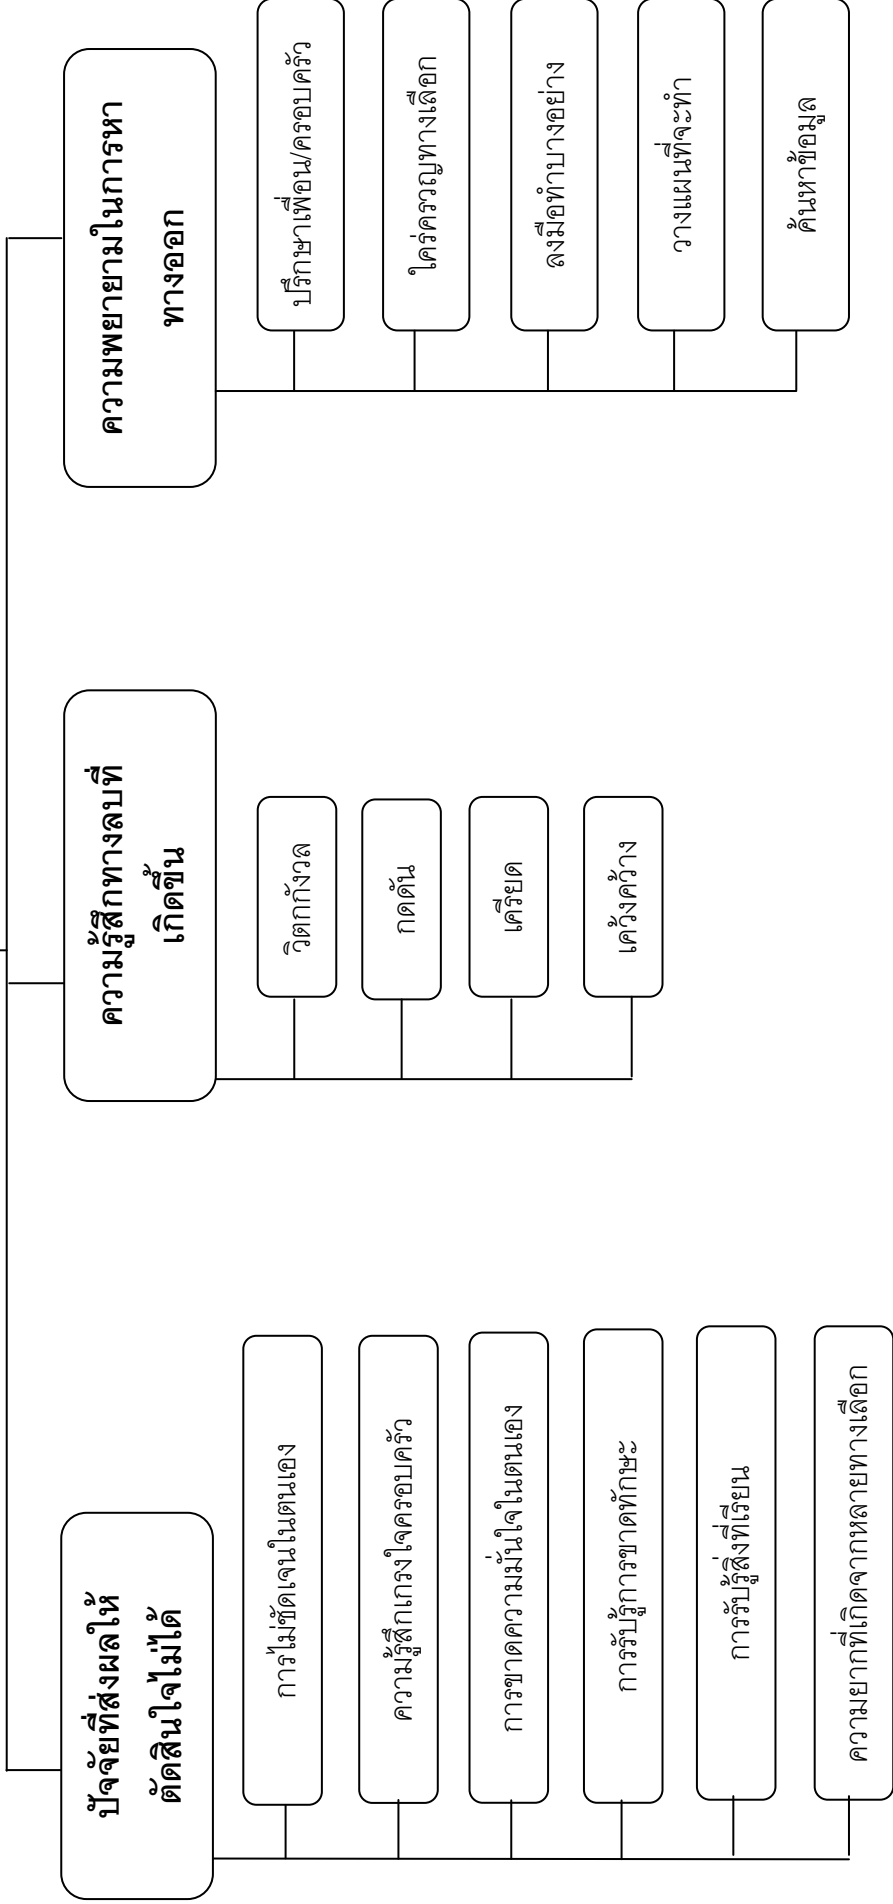 ปัจจัยที่ส่งผลให้
ตัดสินใจไม่ได้
การไม่ชัดเจนในตนเอง
ความรู้สึกเกรงใจครอบครัว
การขาดความมั่นใจในตนเอง
การรับรู้การขาดทักษะ
การรับรู้สิ่งที่เรียน
ความยากที่เกิดจากหลายทางเลือก
ความรู้สึกทางลบที่
เกิดขึ้น
วิตกกังวล
กดดัน
เครียด
เคว้งคว้าง
ความพยายามในการหา
ทางออก
ปรึกษาเพื่อน/ครอบครัว
ใคร่ครวญทางเลือก
ลงมือทำบางอย่าง
วางแผนที่จะทำ
ค้นหาข้อมูล